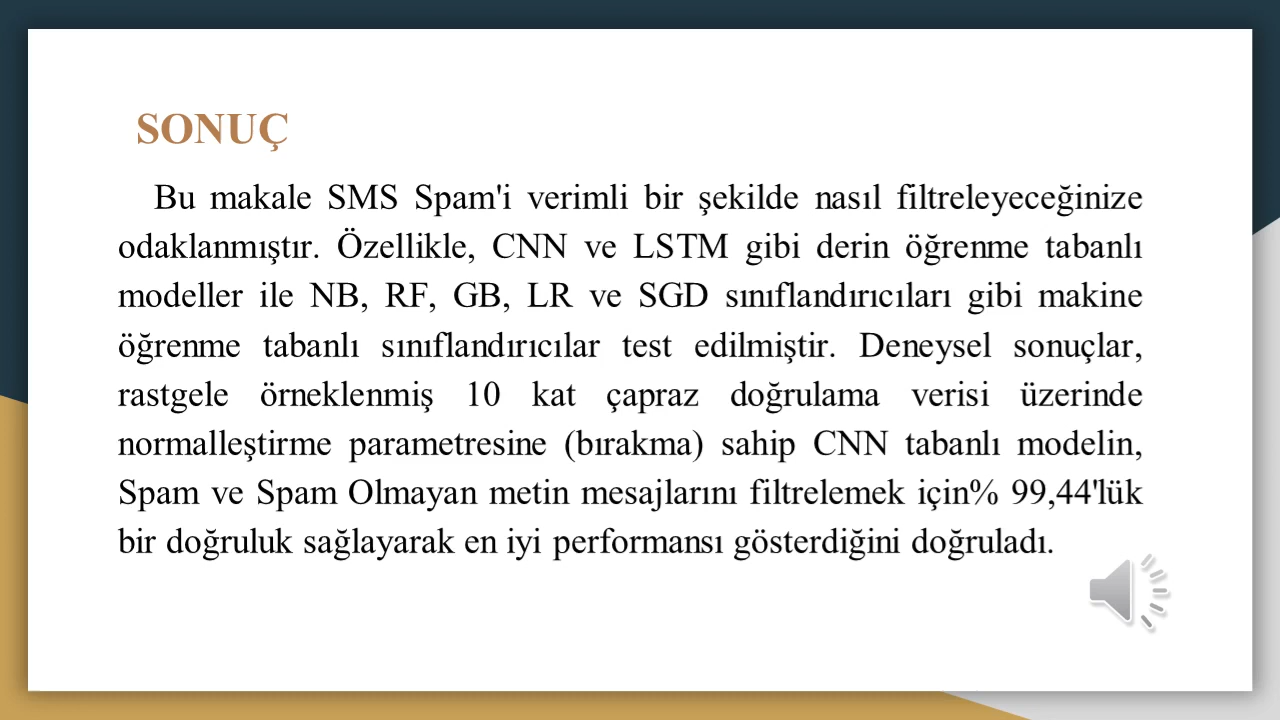 SONUÇ
Bu makale SMS Spam'i verimli bir şekilde nasıl filtreleyeceğinize
odaklanmıştır. Özellikle, CNN ve LSTM gibi derin öğrenme tabanlı
modeller ile NB, RF, GB, LR ve SGD sınıflandırıcıları gibi makine
öğrenme tabanlı sınıflandırıcılar test edilmiştir. Deneysel sonuçlar,
rastgele örneklenmiş 10 kat çapraz doğrulama verisi üzerinde
normalleştirme parametresine (bırakma) sahip CNN tabanlı modelin,
Spam ve Spam Olmayan metin mesajlarını filtrelemek için% 99,44'lük
bir doğruluk sağlayarak en iyi performansı gösterdiğini doğruladı.